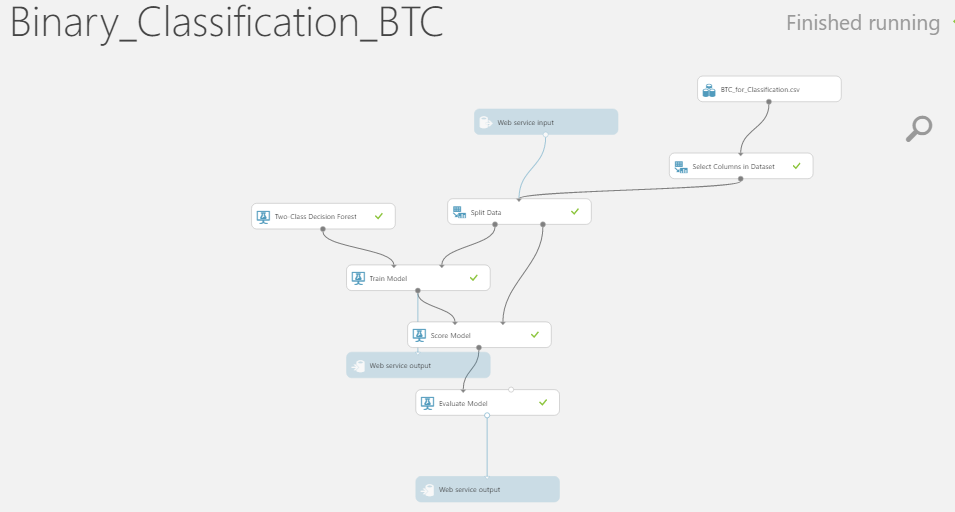 Binary_Classification_BTC
Finished running
BTC_for_Classification.csv
Web service input
Select Columns in Dataset
Two-Class Decision Forest
Split Data
Train Model
Score Model
Web service output
Evaluate Model
Web service output